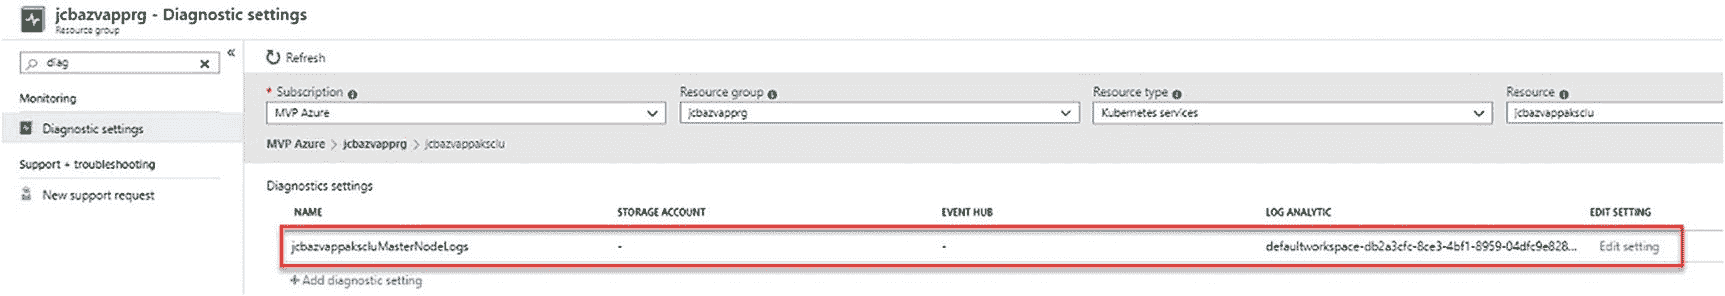 jcbazvapprg - Diagnostic settings
Resource group
diag
Monitoring
Diagnostic settings
Support + troubleshooting
New support request
Refresh
* Subscription
MVP Azure
Resource group
jcbazvapprg
Resource type
Kubernetes services
Resource
jcbazvappaksclu
MVP Azure > jcbazvapprg > jcbazvappaksclu
Diagnostics settings
NAME STORAGE ACCOUNT EVENT HUB LOG ANALYTIC EDIT SETTING
jcbazvappakscluMasterNodeLogs - - defaultworkspace-db2a3cfc-8ce3-4bf1-8959-04dfc9e828... Edit setting
+ Add diagnostic setting